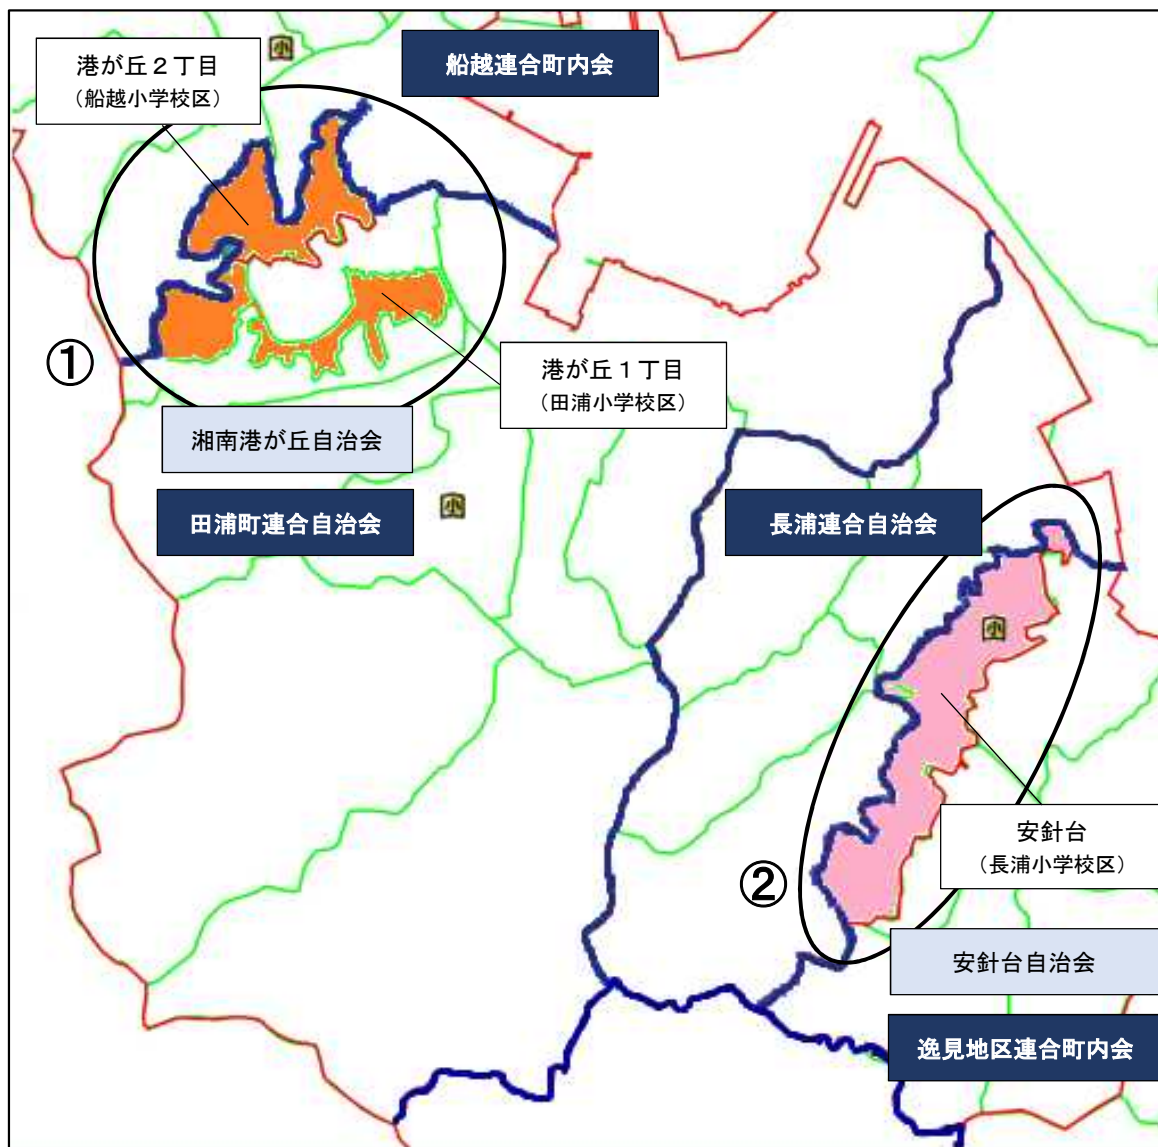 小
港が丘２丁目
（船越小学校区）
船越連合町内会
①
港が丘１丁目
（田浦小学校区）
湘南港が丘自治会
田浦町連合自治会
小
長浦連合自治会
小
安針台
（長浦小学校区）
②
安針台自治会
逸見地区連合町内会